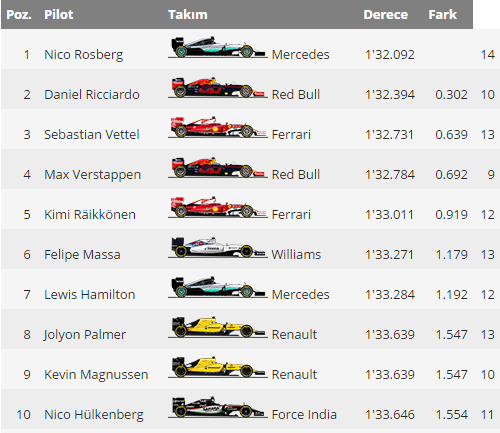 Poz. Pilot Takım Derece Fark
1 Nico Rosberg Mercedes 1'32.092 14
2 Daniel Ricciardo Red Bull 1'32.394 0.302 10
3 Sebastian Vettel Ferrari 1'32.731 0.639 13
4 Max Verstappen Red Bull 1'32.784 0.692 9
5 Kimi Räikkönen Ferrari 1'33.011 0.919 12
6 Felipe Massa Williams 1'33.271 1.179 13
7 Lewis Hamilton Mercedes 1'33.284 1.192 12
8 Jolyon Palmer Renault 1'33.639 1.547 13
9 Kevin Magnussen Renault 1'33.639 1.547 10
10 Nico Hülkenberg Force India 1'33.646 1.554 11